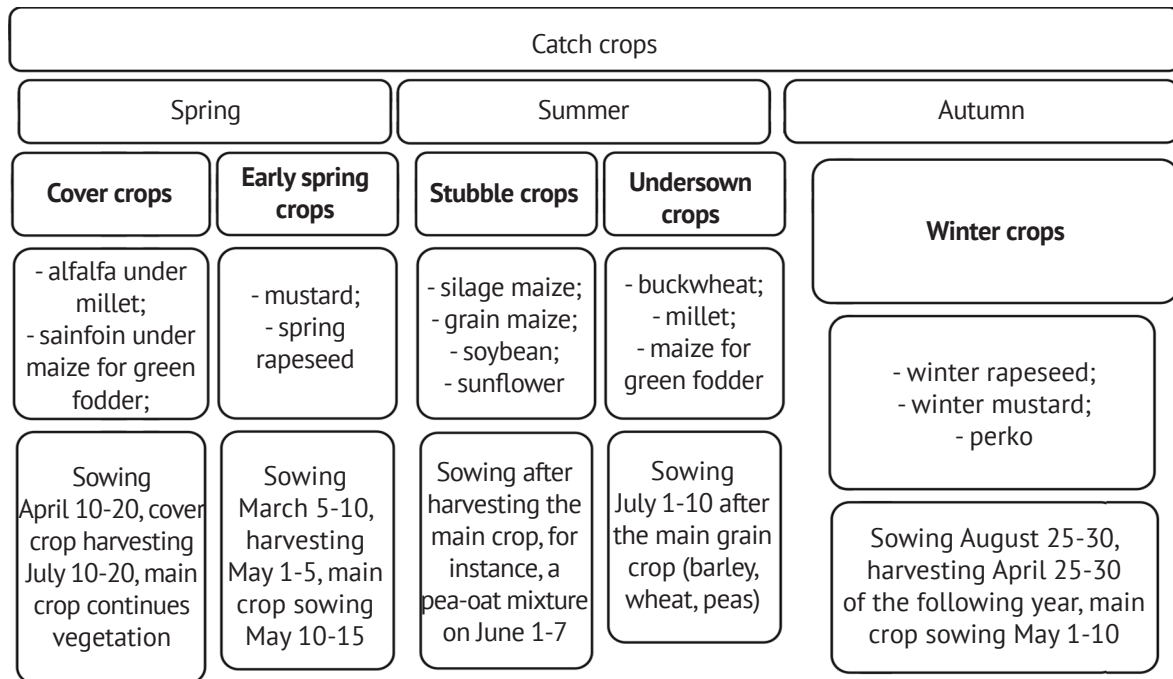 Catch crops
Spring
Summer
Autumn
Cover crops
Early spring
crops
Stubble crops
Undersown
crops
Winter crops
- alfalfa under
millet;
- sainfoin under
maize for green
fodder;
- mustard;
- spring
rapeseed
- silage maize;
- grain maize;
- soybean;
- sunflower
- buckwheat;
- millet;
- maize for
green fodder
- winter rapeseed;
- winter mustard;
- perko
Sowing
April 10-20, cover
crop harvesting
July 10-20, main
crop continues
vegetation
Sowing
March 5-10,
harvesting
May 1-5, main
crop sowing
May 10-15
Sowing after
harvesting the
main crop, for
instance, a
pea-oat mixture
on June 1-7
Sowing
July 1-10 after
the main grain
crop (barley,
wheat, peas)
Sowing August 25-30,
harvesting April 25-30
of the following year, main
crop sowing May 1-10